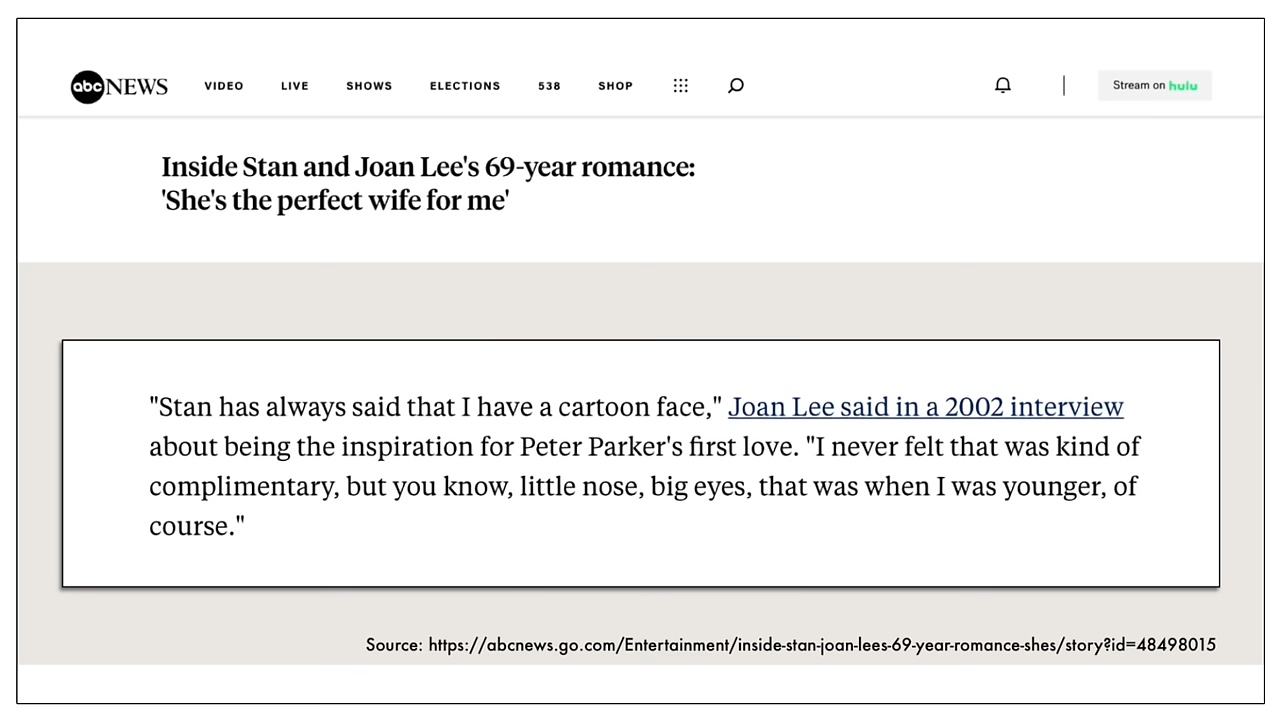 abc NEWS VIDEO LIVE SHOWS ELECTIONS 538 SHOP Stream on hulu
Inside Stan and Joan Lee's 69-year romance:
'She's the perfect wife for me'
"Stan has always said that I have a cartoon face," Joan Lee said in a 2002 interview
about being the inspiration for Peter Parker's first love. "I never felt that was kind of
complimentary, but you know, little nose, big eyes, that was when I was younger, of
course."
Source: https://abcnews.go.com/Entertainment/inside-stan-joan-lees-69-year-romance-shes/story?id=48498015